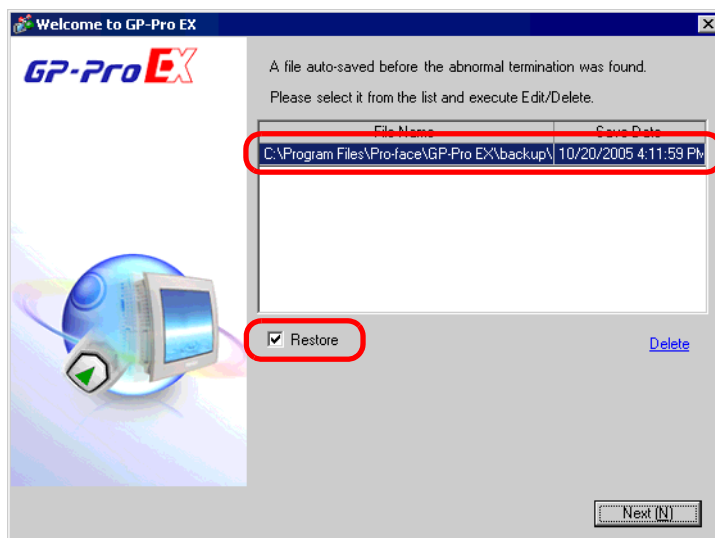 Welcome to GP-Pro EX
GP-Pro EX
A file auto-saved before the abnormal termination was found.
Please select it from the list and execute Edit/Delete.
File Name Save Date
C:\Program Files\Pro-face\GP-Pro EX\backup\ 10/20/2005 4:11:59 PM
Restore
Delete
Next (N)